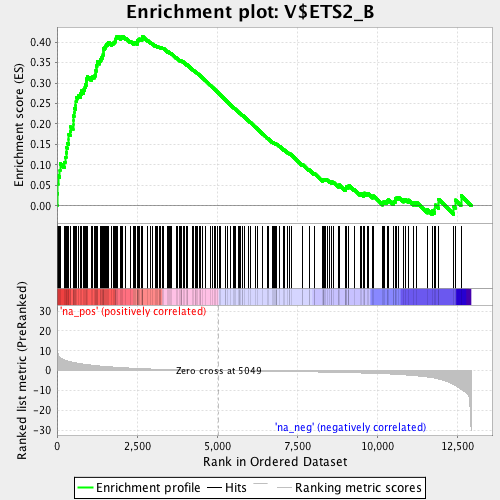 Enrichment plot: V$ETS2_B
Enrichment score (ES)
0.40
0.35
0.30
0.25
0.20
0.15
0.10
0.05
0.00
Ranked list metric (PreRanked)
30
20
10
0
-10
-20
-30
'na_pos' (positively correlated)
Zero cross at 5049
'na_neg' (negatively correlated)
0
2,500
5,000
7,500
10,000
12,500
Rank in Ordered Dataset
Enrichment profile
Hits
Ranking metric scores